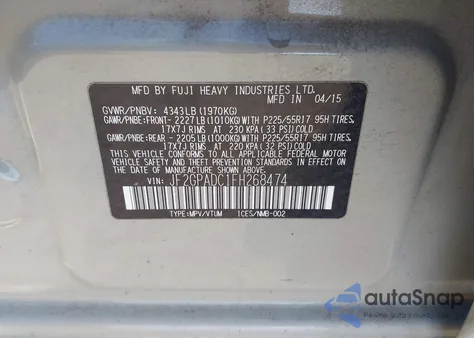 MFD BY FUJI HEAVY INDUSTRIES LTD.
MFD IN 04/15
GVWR/PNBV: 4343LB (1970KG)
GAWR/PNBE: FRONT- 2227LB (1010KG) WITH P225/55R17 95H TIRES,
17X7J RIMS AT 230 KPA (33 PSI) COLD
GAWR/PNBE: REAR - 2205LB (1000KG) WITH P225/55R17 95H TIRES,
17X7J RIMS AT 220 KPA (32 PSI) COLD
THIS VEHICLE CONFORMS TO ALL APPLICABLE
FEDERAL MOTOR VEHICLE SAFETY, BUMPER, AND
THEFT PREVENTION STANDARDS IN EFFECT ON THE
DATE OF MANUFACTURE SHOWN ABOVE.
VIN: JF2GPADC1FH268474
TYPE:MPV/VTUM ICES/NMB-002
autoSnap
Preview vehicle history